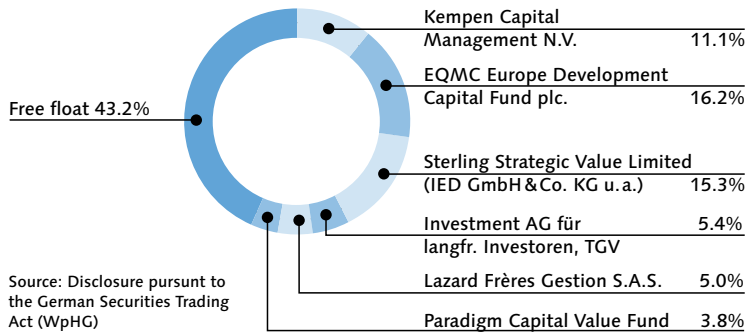 Kempen Capital
Management N.V. 11.1%
EQMC Europe Development
Capital Fund plc. 16.2%
Free float 43.2%
Sterling Strategic Value Limited
(IED GmbH & Co. KG u. a.) 15.3%
Investment AG für 5.4%
langfr. Investoren, TGV
Lazard Frères Gestion S.A.S. 5.0%
Paradigm Capital Value Fund 3.8%
Source: Disclosure pursuant to
the German Securities Trading
Act (WpHG)